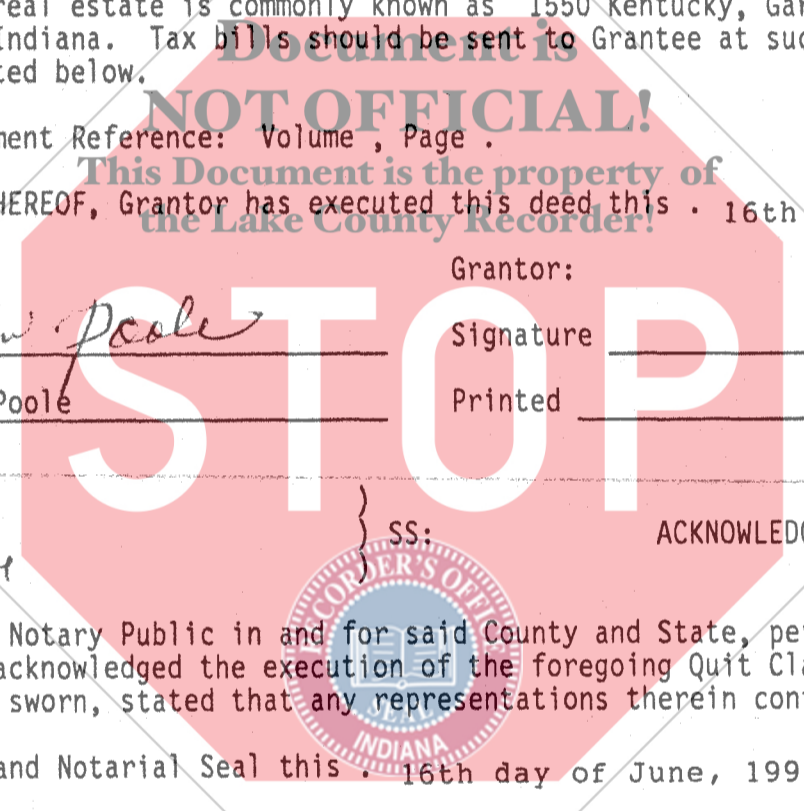 real estate is commonly known as 1550 Kentucky, Gar
Indiana. Tax bills should be sent to Grantee at suc
ted below.
Document is
NOT OFFICIAL!
This Document is the property of
the Lake County Recorder!
ment Reference: Volume , Page .
HEREOF, Grantor has executed this deed this . 16th
Grantor:
w. Poole
Signature
Poole
Printed
STOP
} SS:
ACKNOWLEDG
RECORDER'S OFFICE
SEAL
INDIANA
Notary Public in and for said County and State, per
acknowledged the execution of the foregoing Quit Cla
sworn, stated that any representations therein con
and Notarial Seal this . 16th day of June, 199